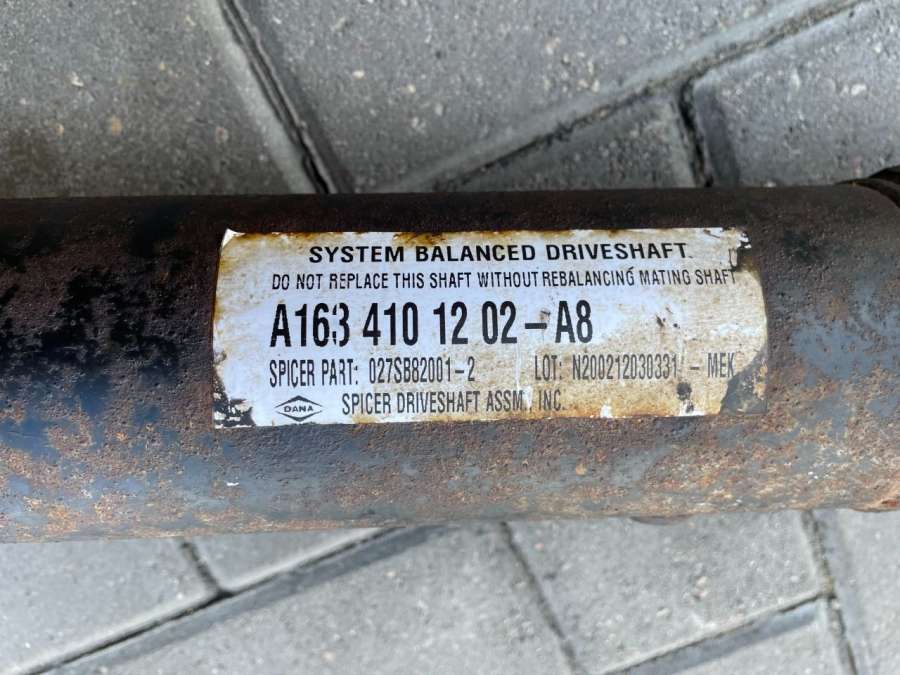 SYSTEM BALANCED DRIVESHAFT
DO NOT REPLACE THIS SHAFT WITHOUT REBALANCING MATING SHAFT
A163 410 12 02-A8
SPICER PART: 027SB82001-2 LOT: N200212030331 - MEK
DANA SPICER DRIVESHAFT ASSM., INC.